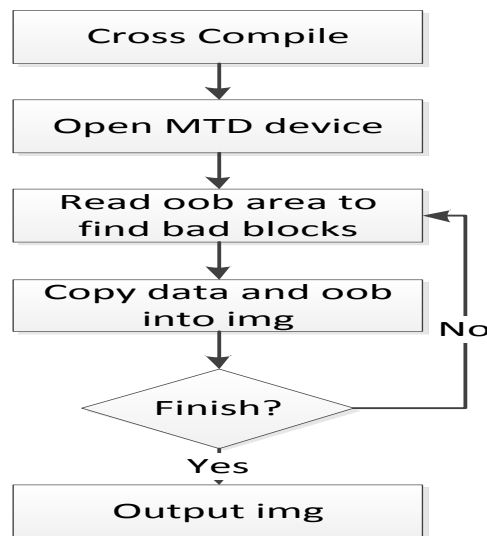 Cross Compile
Open MTD device
Read oob area to
find bad blocks
Copy data and oob
into img
No
Finish?
Yes
Output img